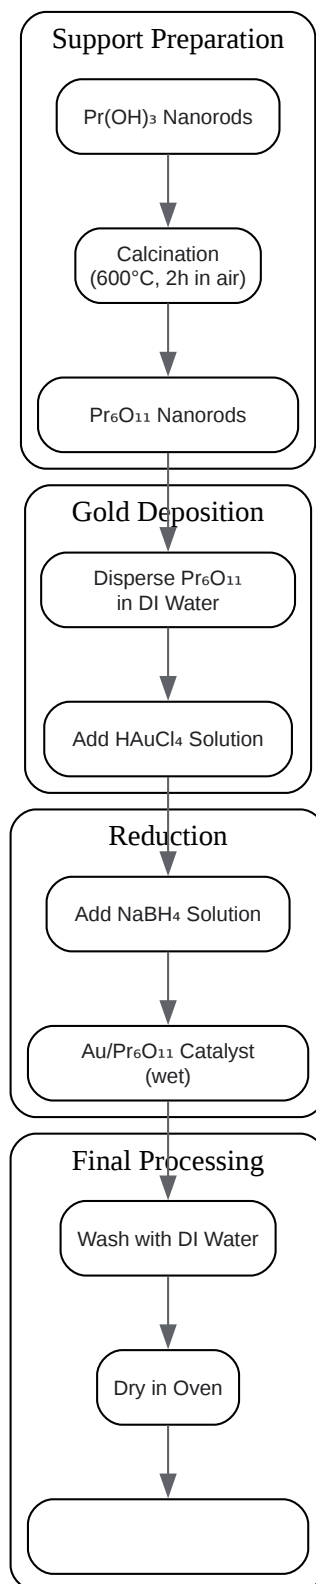 Support Preparation
Pr(OH)₃ Nanorods
Calcination
(600°C, 2h in air)
Pr₆O₁₁ Nanorods
Gold Deposition
Disperse Pr₆O₁₁
in DI Water
Add HAuCl₄ Solution
Reduction
Add NaBH₄ Solution
Au/Pr₆O₁₁ Catalyst
(wet)
Final Processing
Wash with DI Water
Dry in Oven